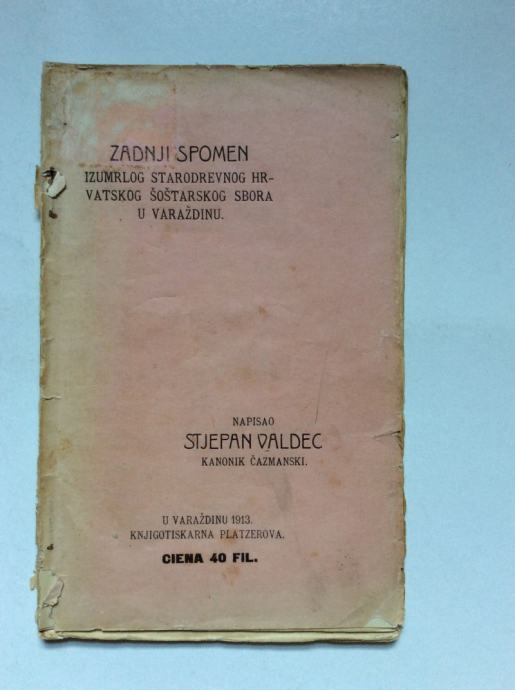 ZADNJI SPOMEN
IZUMRLOG STARODREVNOG HR-
VATSKOG ŠOŠTARSKOG SBORA
U VARAŽDINU.
NAPISAO
STJEPAN VALDEC
KANONIK ČAZMANSKI.
U VARAŽDINU 1913.
KNJIGOTISKARNA PLATZEROVA.
CIENA 40 FIL.